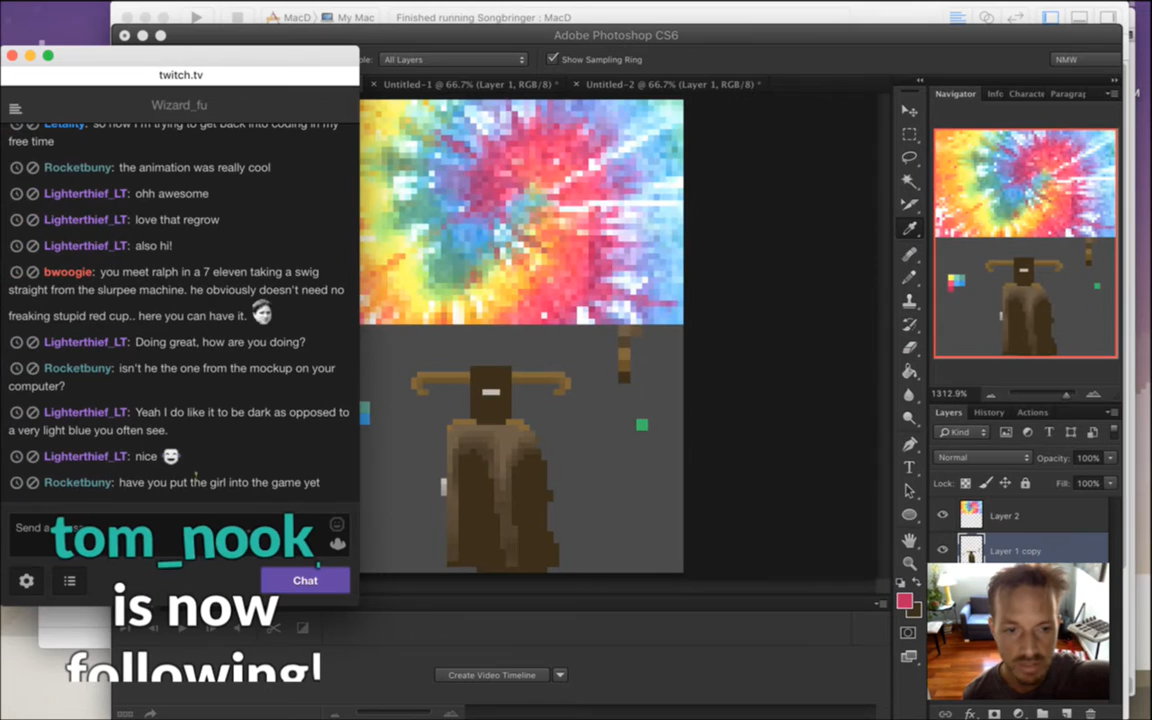 MacD
My Mac
Finished running Songbringer : MacD
Adobe Photoshop CS6
All Layers
Show Sampling Ring
NMW
twitch.tv
Untitled-1 @ 66.7% (Layer 1, RGB/8) *
Untitled-2 @ 66.7% (Layer 1, RGB/8) *
Wizard_fu
Letality: so now I'm trying to get back into coding in my
free time
Rocketbuny: the animation was really cool
Lighterthief_LT: ohh awesome
Lighterthief_LT: love that regrow
Lighterthief_LT: also hi!
bwoogie: you meet ralph in a 7 eleven taking a swig
straight from the slurpee machine. he obviously doesn't need no
freaking stupid red cup.. here you can have it.
Lighterthief_LT: Doing great, how are you doing?
Rocketbuny: isn't he the one from the mockup on your
computer?
Lighterthief_LT: Yeah I do like it to be dark as opposed to
a very light blue you often see.
Lighterthief_LT: nice
Rocketbuny: have you put the girl into the game yet
Send a
tom_nook_
is now
following!
Chat
Create Video Timeline
Navigator
Info
Characte
Paragraj
1312.9%
Layers
History
Actions
Kind
Normal
Opacity: 100%
Lock:
Fill: 100%
Layer 2
Layer 1 copy